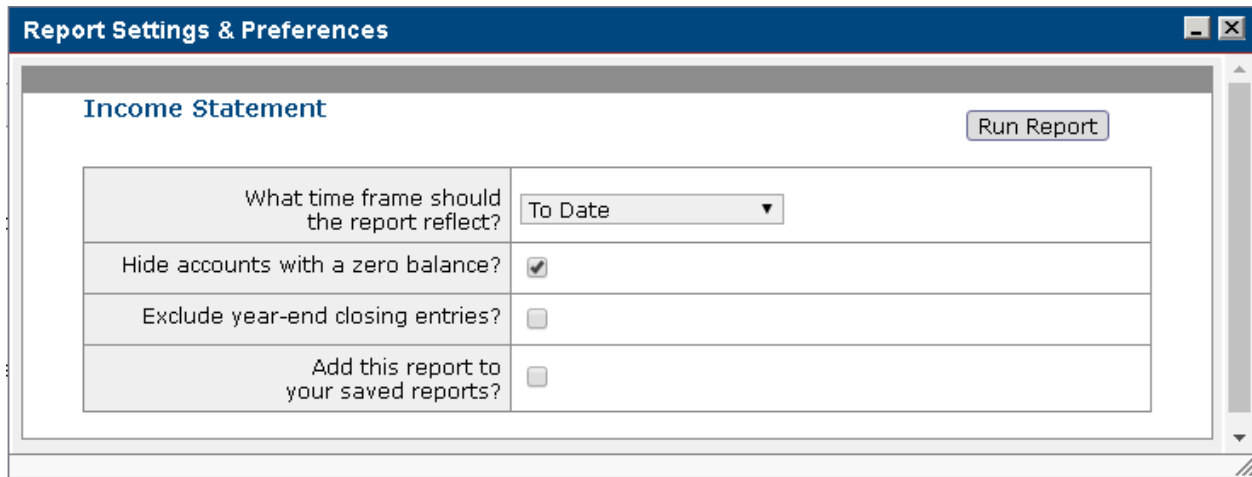 Report Settings & Preferences
Income Statement
Run Report
What time frame should
the report reflect?
To Date
Hide accounts with a zero balance?
Exclude year-end closing entries?
Add this report to
your saved reports?